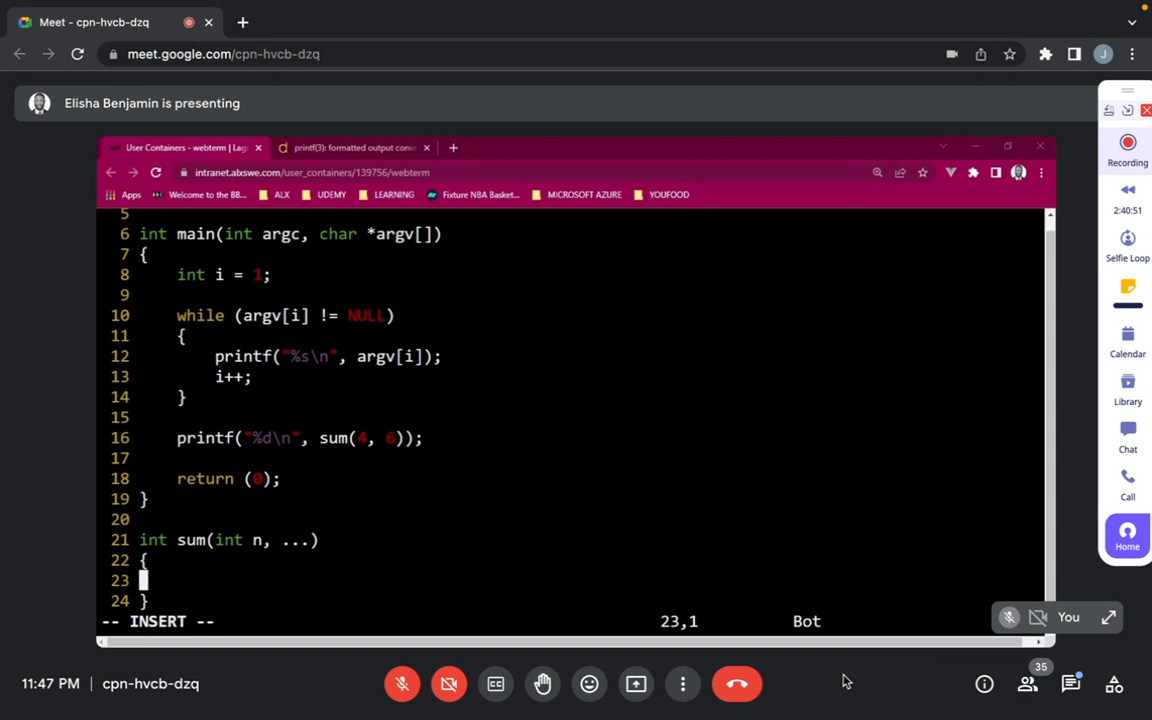 Meet - cpn-hvcb-dzq
meet.google.com/cpn-hvcb-dzq
J
Elisha Benjamin is presenting
User Containers - webterm | Lag
printf(3): formatted output conv
intranet.alxswe.com/user_containers/139756/webterm
Apps Welcome to the BB... ALX UDEMY LEARNING Fixture NBA Basket... MICROSOFT AZURE YOUFOOD
5
6 int main(int argc, char *argv[])
7 {
8 int i = 1;
9
10 while (argv[i] != NULL)
11 {
12 printf("%s\n", argv[i]);
13 i++;
14 }
15
16 printf("%d\n", sum(4, 6));
17
18 return (0);
19 }
20
21 int sum(int n, ...)
22 {
23
24 }
-- INSERT -- 23,1 Bot
Recording
2:40:51
Selfie Loop
Calendar
Library
Chat
Call
Home
You
11:47 PM | cpn-hvcb-dzq
35